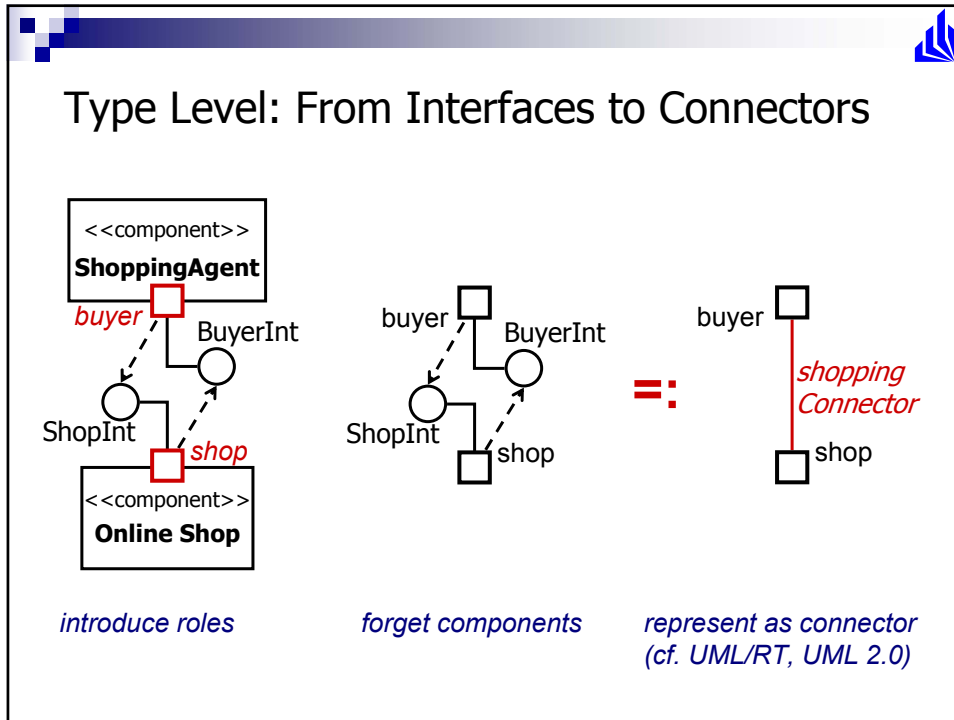 Type Level: From Interfaces to Connectors
<<component>>
ShoppingAgent
buyer
BuyerInt
ShopInt
shop
<<component>>
Online Shop
introduce roles
buyer
BuyerInt
ShopInt
shop
forget components
=:
buyer
shopping
Connector
shop
represent as connector
(cf. UML/RT, UML 2.0)